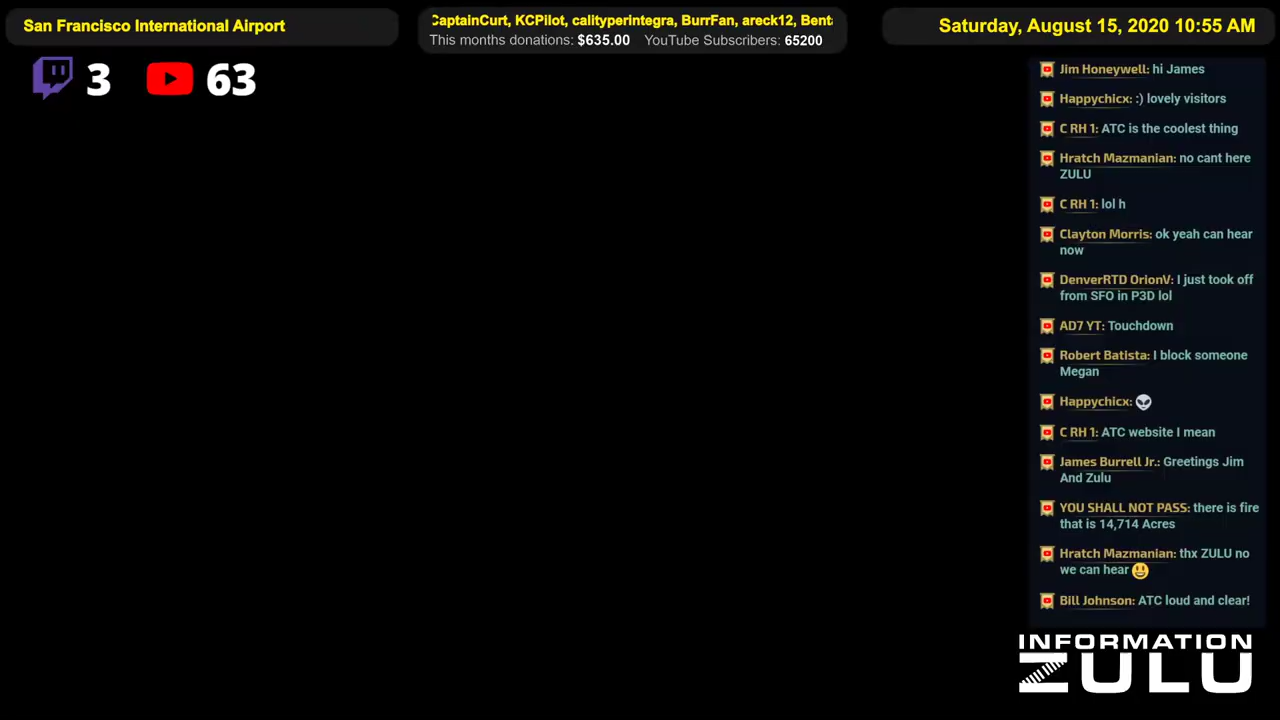 San Francisco International Airport
CaptainCurt, KCPilot, calityperintegra, BurrFan, areck12, Bent
This months donations: $635.00 YouTube Subscribers: 65200
Saturday, August 15, 2020 10:55 AM
3 63
Jim Honeywell: hi James
Happychicx: :) lovely visitors
C RH 1: ATC is the coolest thing
Hratch Mazmanian: no cant here
ZULU
C RH 1: lol h
Clayton Morris: ok yeah can hear
now
DenverRTD OrionV: I just took off
from SFO in P3D lol
AD7 YT: Touchdown
Robert Batista: I block someone
Megan
Happychicx: 👽
C RH 1: ATC website I mean
James Burrell Jr.: Greetings Jim
And Zulu
YOU SHALL NOT PASS: there is fire
that is 14,714 Acres
Hratch Mazmanian: thx ZULU no
we can hear 😃
Bill Johnson: ATC loud and clear!
INFORMATION
ZULU